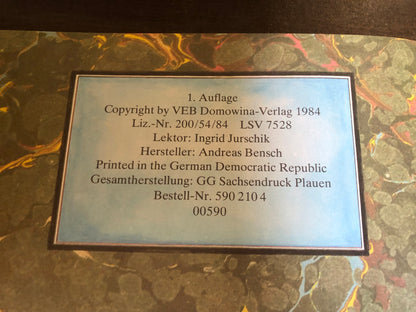 1. Auflage
Copyright by VEB Domowina-Verlag 1984
Liz.-Nr. 200/54/84 LSV 7528
Lektor: Ingrid Jurschik
Hersteller: Andreas Bensch
Printed in the German Democratic Republic
Gesamtherstellung: GG Sachsendruck Plauen
Bestell-Nr. 590 210 4
00590